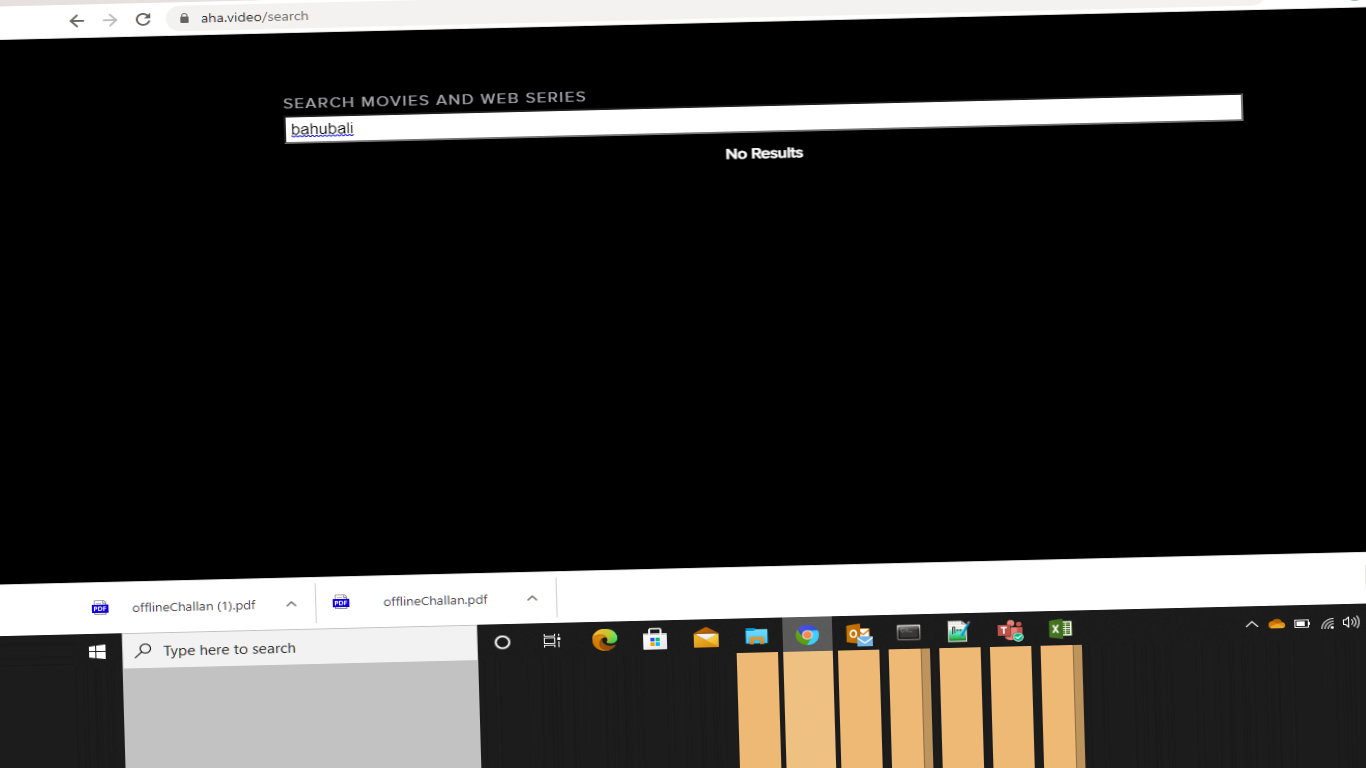 aha.video/search
SEARCH MOVIES AND WEB SERIES
bahubali
No Results
PDF offlineChallan (1).pdf PDF offlineChallan.pdf
Type here to search